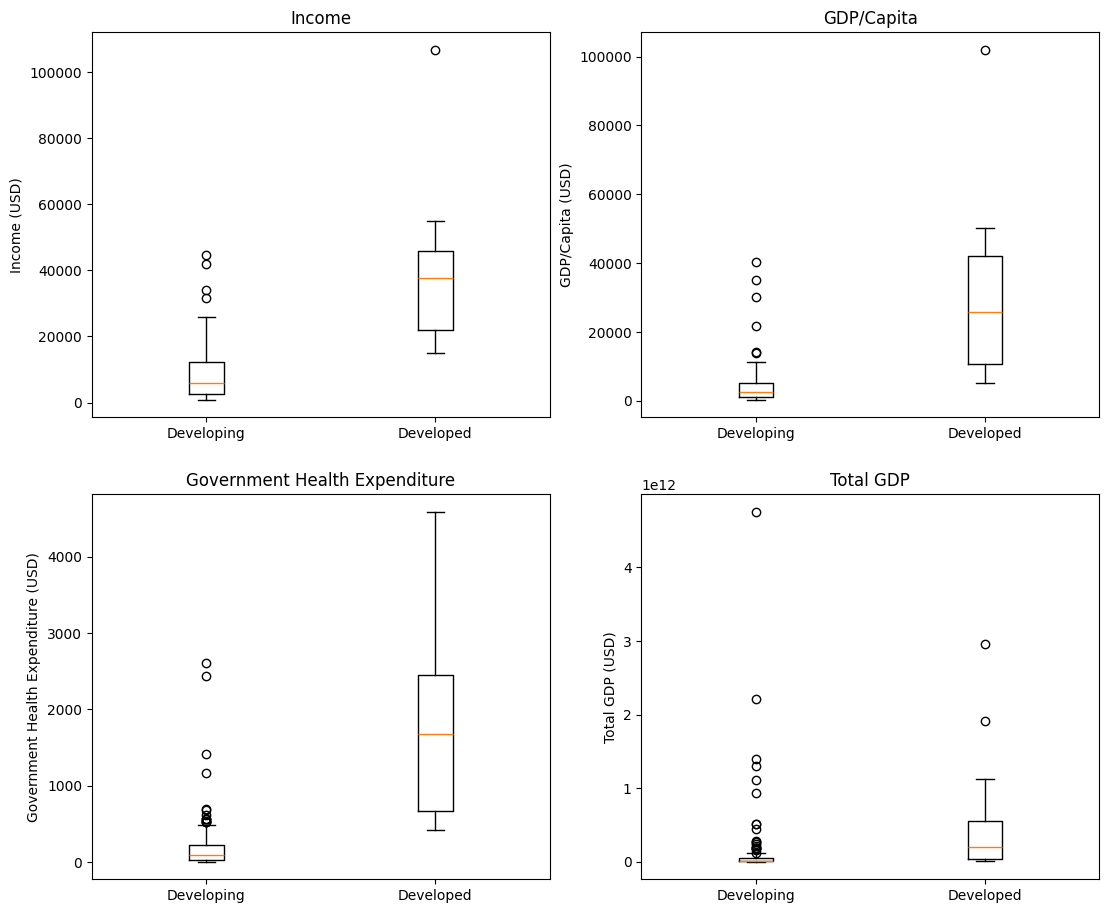 Income
Income (USD)
100000
80000
60000
40000
20000
0
Developing Developed
GDP/Capita
GDP/Capita (USD)
100000
80000
60000
40000
20000
0
Developing Developed
Government Health Expenditure
Government Health Expenditure (USD)
4000
3000
2000
1000
0
Developing Developed
Total GDP
1e12
Total GDP (USD)
4
3
2
1
0
Developing Developed